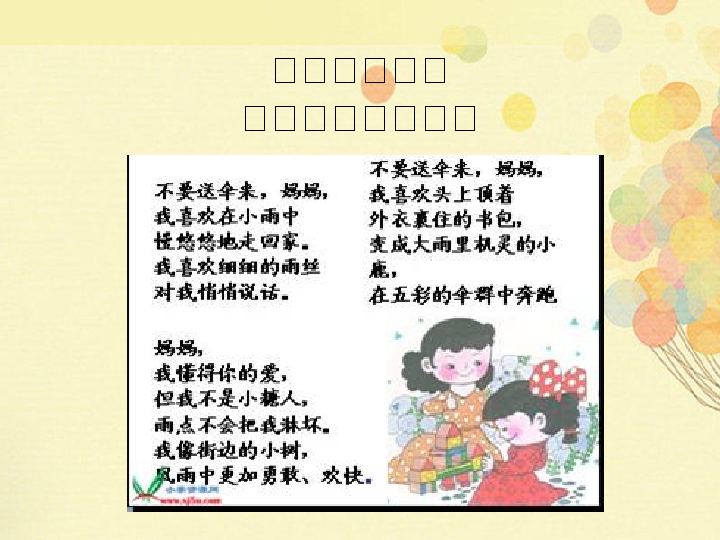 不要送伞来，妈妈，
我喜欢在小雨中
慢悠悠地走回家。
我喜欢细细的雨丝
对我悄悄说话。
不要送伞来，妈妈，
我喜欢头上顶着
外衣裹住的书包，
变成大雨里机灵的小
鹿，
在五彩的伞群中奔跑
妈妈，
我懂得你的爱，
但我不是小糖人，
雨点不会把我淋坏。
我像街边的小树，
风雨中更加勇敢、欢快。